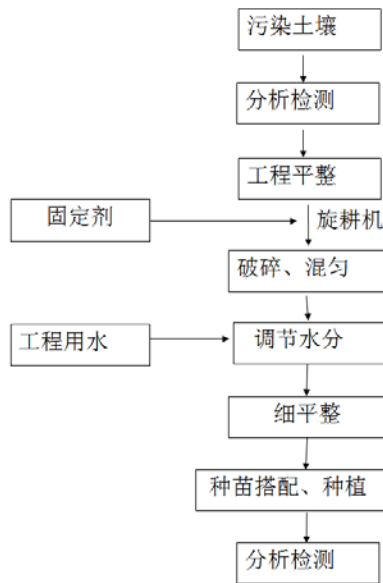 污染土壤
分析检测
工程平整
固定剂
旋耕机
破碎、混匀
工程用水
调节水分
细平整
种苗搭配、种植
分析检测